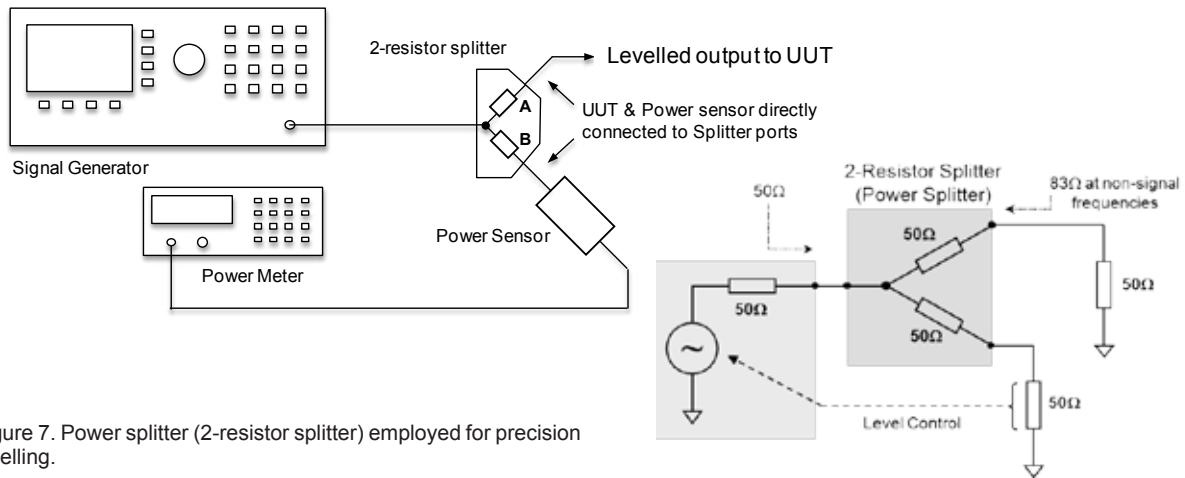 2-resistor splitter
Levelled output to UUT
A
B
UUT & Power sensor directly
connected to Splitter ports
Signal Generator
Power Sensor
Power Meter
2-Resistor Splitter
(Power Splitter)
50Ω
83Ω at non-signal
frequencies
50Ω
50Ω
50Ω
50Ω
50Ω
Level Control
gure 7. Power splitter (2-resistor splitter) employed for precision
elling.